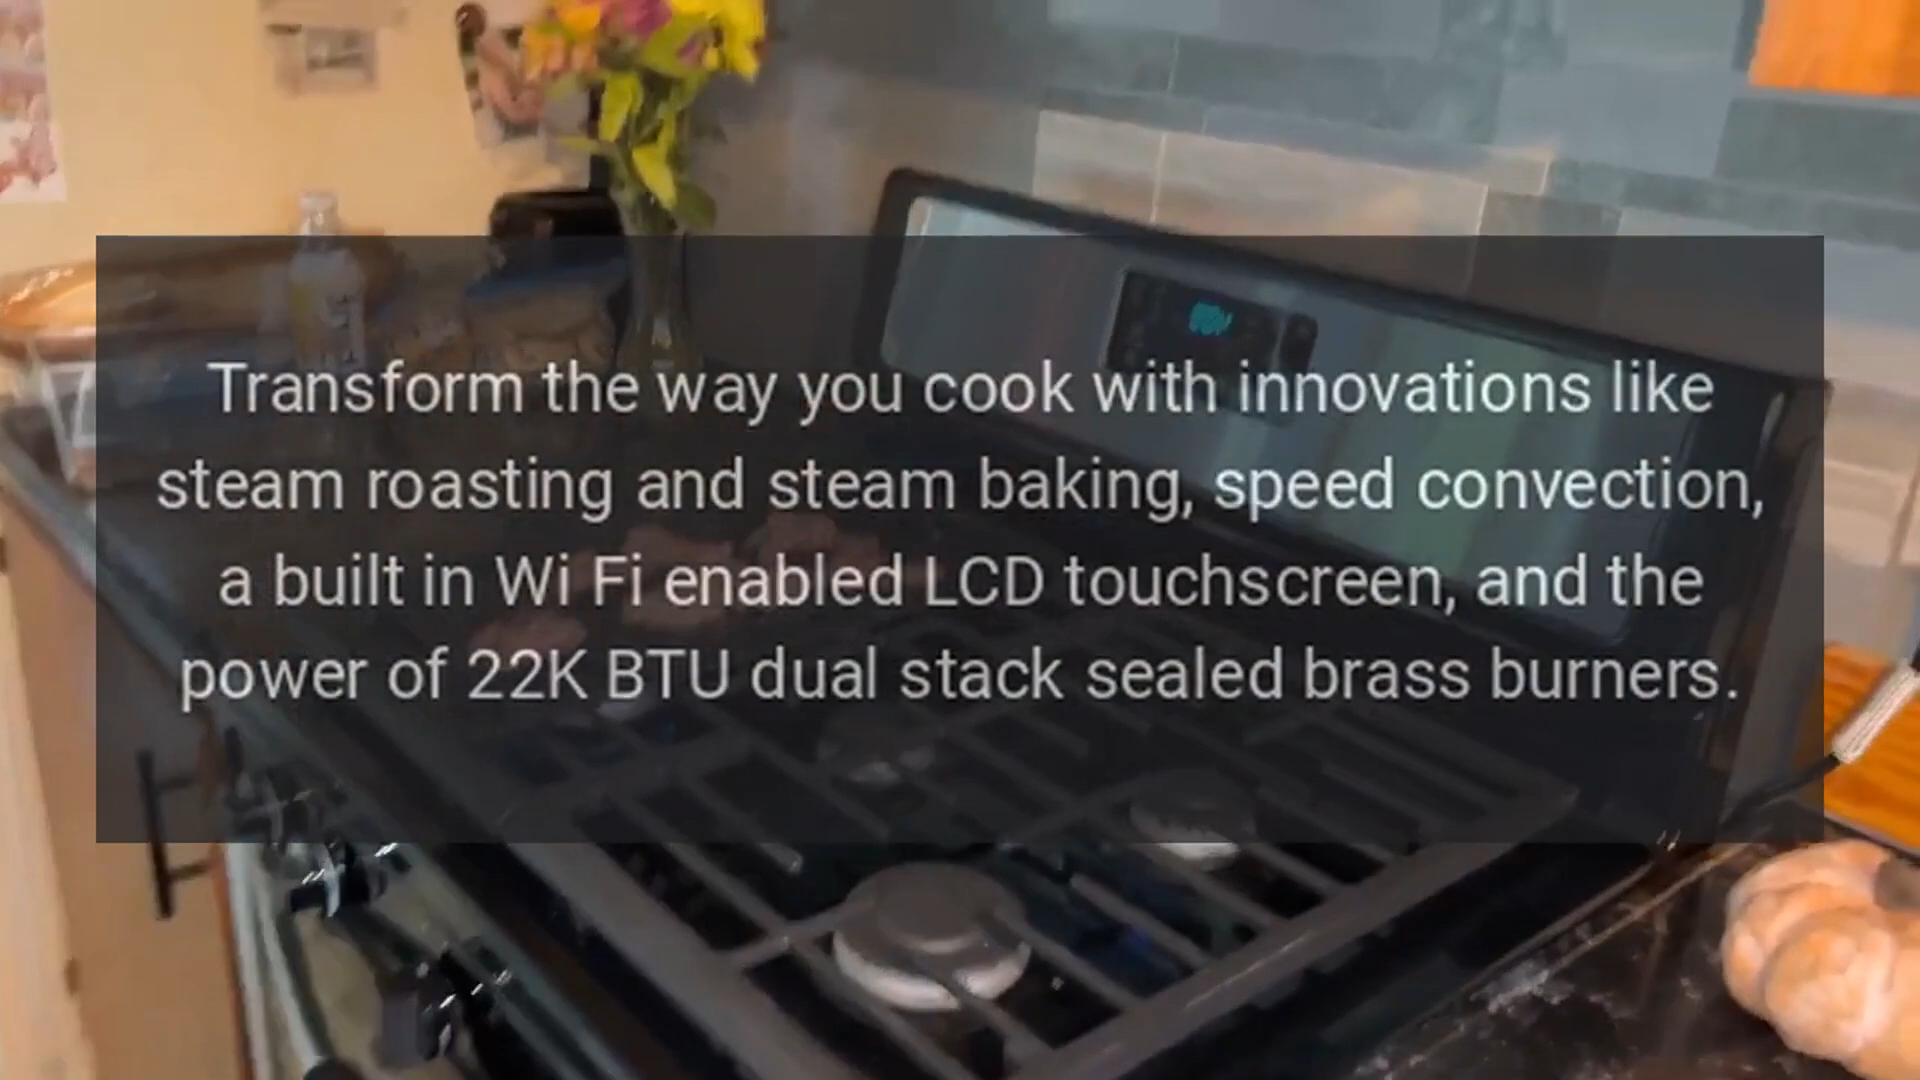 Transform the way you cook with innovations like
steam roasting and steam baking, speed convection,
a built in Wi Fi enabled LCD touchscreen, and the
power of 22K BTU dual stack sealed brass burners.